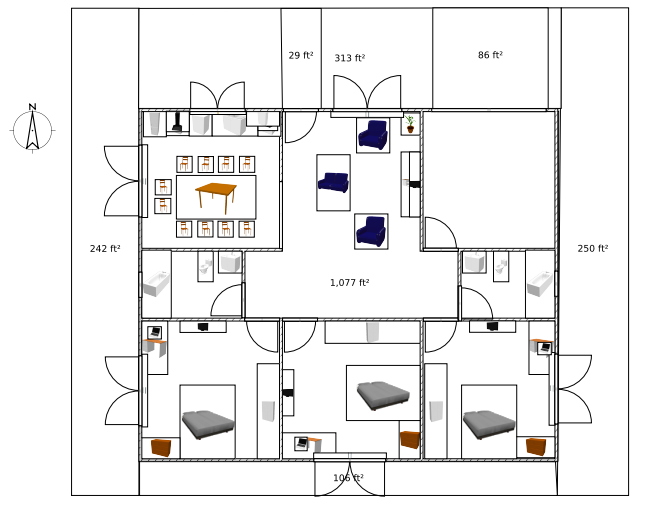 29 ft²
313 ft²
86 ft²
N
242 ft²
250 ft²
1,077 ft²
106 ft²